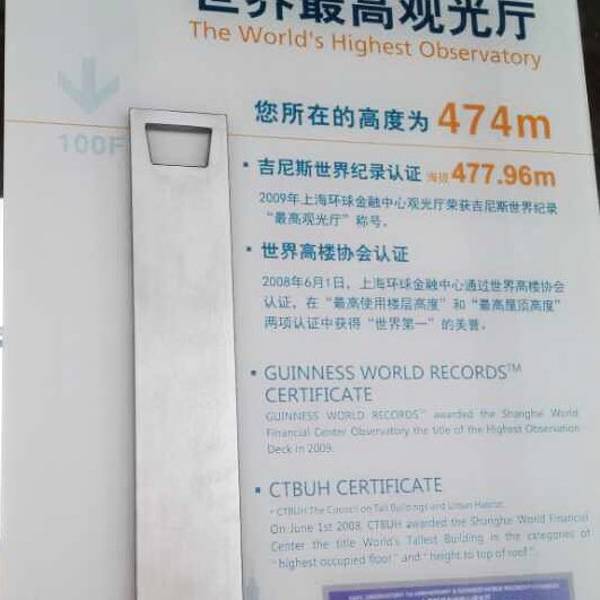 世界最高观光厅
The World's Highest Observatory
100F
您所在的高度为 474m
· 吉尼斯世界纪录认证 海拔477.96m
2009年上海环球金融中心观光厅荣获吉尼斯世界纪录
“最高观光厅”称号。
· 世界高楼协会认证
2008年6月1日，上海环球金融中心通过世界高楼协会
认证，在“最高使用楼层高度”和“最高屋顶高度”
两项认证中获得“世界第一”的美誉。
· GUINNESS WORLD RECORDS™
CERTIFICATE
GUINNESS WORLD RECORDS™ awarded the Shanghai World
Financial Center Observatory the title of the Highest Observation
Deck in 2009.
· CTBUH CERTIFICATE
* CTBUH:The Council on Tall Buildings and Urban Habitat
On June 1st 2008, CTBUH awarded the Shanghai World Financial
Center the title World's Tallest Building in the categories of
"highest occupied floor" and "height to top of roof".